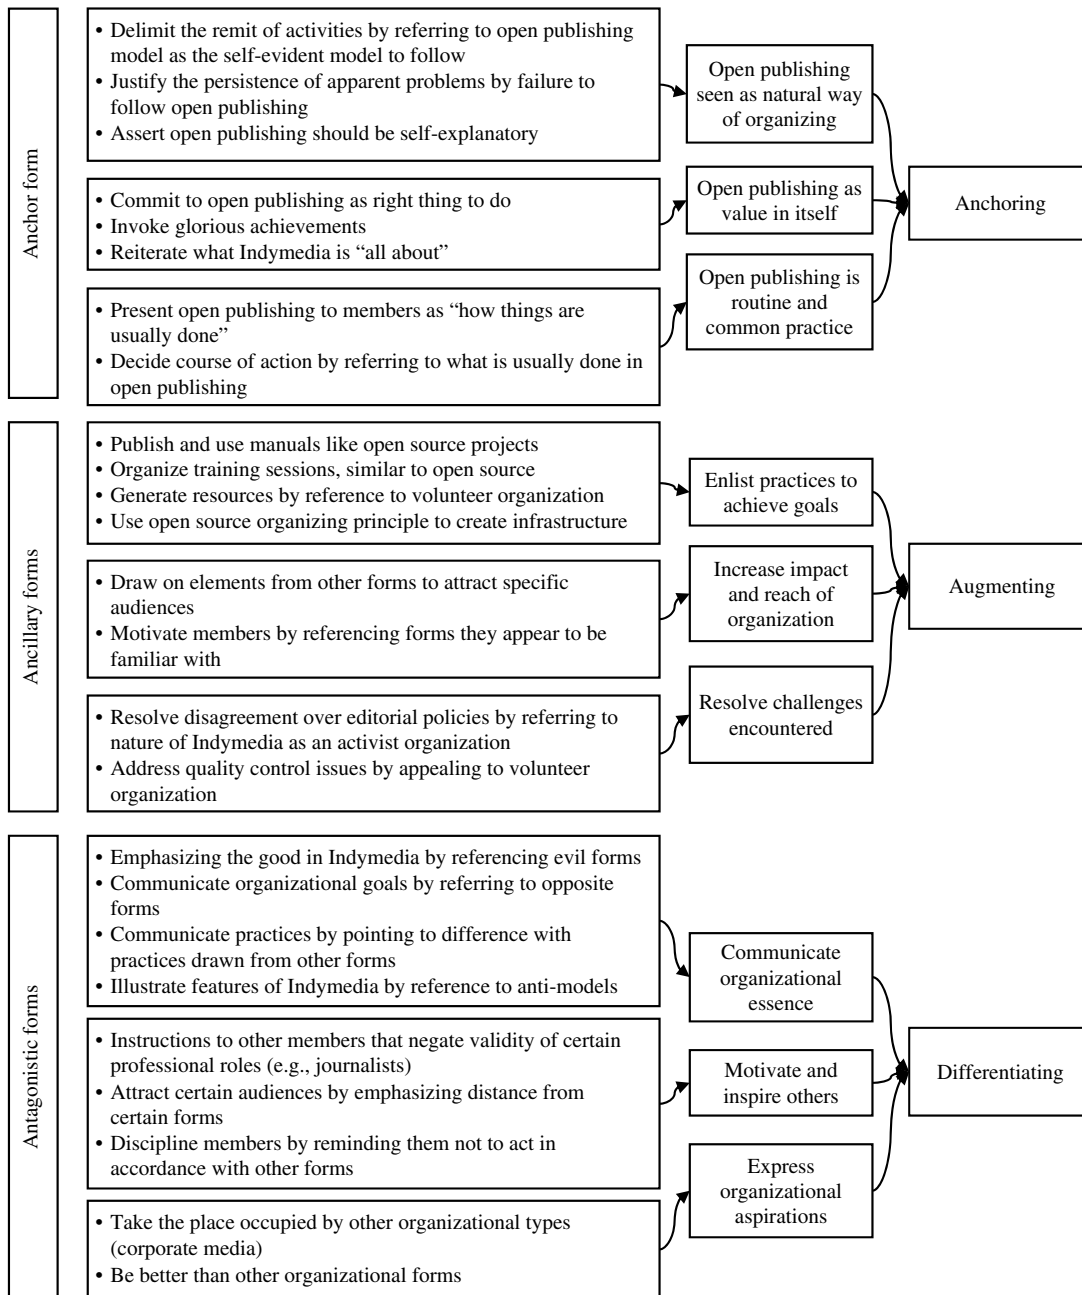 Anchor form
• Delimit the remit of activities by referring to open publishing
model as the self-evident model to follow
• Justify the persistence of apparent problems by failure to
follow open publishing
• Assert open publishing should be self-explanatory
Open publishing
seen as natural way
of organizing
• Commit to open publishing as right thing to do
• Invoke glorious achievements
• Reiterate what Indymedia is “all about”
Open publishing as
value in itself
• Present open publishing to members as “how things are
usually done”
• Decide course of action by referring to what is usually done in
open publishing
Open publishing is
routine and
common practice
Anchoring
Ancillary forms
• Publish and use manuals like open source projects
• Organize training sessions, similar to open source
• Generate resources by reference to volunteer organization
• Use open source organizing principle to create infrastructure
Enlist practices to
achieve goals
• Draw on elements from other forms to attract specific
audiences
• Motivate members by referencing forms they appear to be
familiar with
Increase impact
and reach of
organization
• Resolve disagreement over editorial policies by referring to
nature of Indymedia as an activist organization
• Address quality control issues by appealing to volunteer
organization
Resolve challenges
encountered
Augmenting
Antagonistic forms
• Emphasizing the good in Indymedia by referencing evil forms
• Communicate organizational goals by referring to opposite
forms
• Communicate practices by pointing to difference with
practices drawn from other forms
• Illustrate features of Indymedia by reference to anti-models
Communicate
organizational
essence
• Instructions to other members that negate validity of certain
professional roles (e.g., journalists)
• Attract certain audiences by emphasizing distance from
certain forms
• Discipline members by reminding them not to act in
accordance with other forms
Motivate and
inspire others
• Take the place occupied by other organizational types
(corporate media)
• Be better than other organizational forms
Express
organizational
aspirations
Differentiating